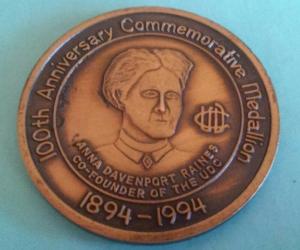 100th Anniversary Commemorative Medallion
ANNA DAVENPORT RAINES
CO-FOUNDER OF THE UDC
1894-1994